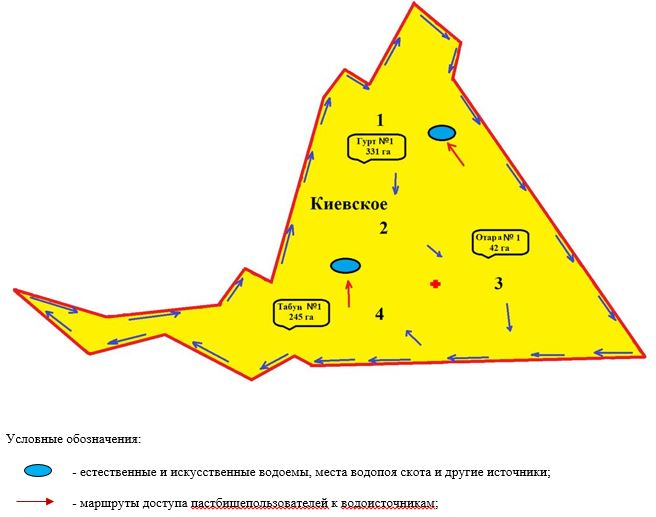 1
Гурт №1
331 га
Киевское
2
Отара № 1
42 га
3
Табун №1
245 га
4
Условные обозначения:
- естественные и искусственные водоемы, места водопоя скота и другие источники;
- маршруты доступа пастбищепользователей к водоисточникам;